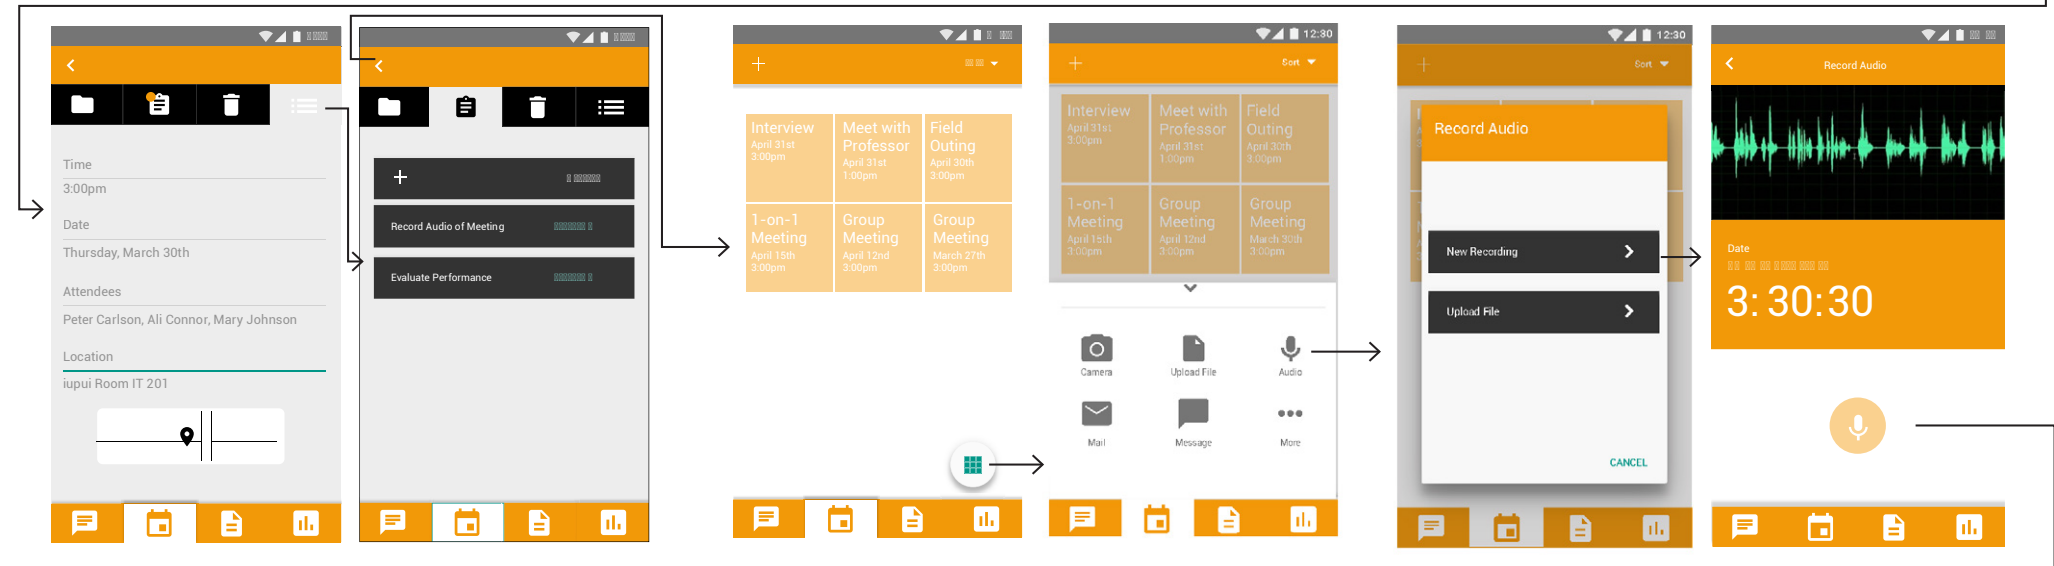 Time
3:00pm
Date
Thursday, March 30th
Attendees
Peter Carlson, Ali Connor, Mary Johnson
Location
iupui Room IT 201
Record Audio of Meeting
Evaluate Performance
Interview
April 31st
3:00pm
Meet with
Professor
April 31st
1:00pm
Field
Outing
April 30th
3:00pm
1-on-1
Meeting
April 15th
3:00pm
Group
Meeting
April 12nd
3:00pm
Group
Meeting
March 27th
3:00pm
12:30
Sort
Interview
April 31st
3:00pm
Meet with
Professor
April 31st
1:00pm
Field
Outing
April 30th
3:00pm
1-on-1
Meeting
April 15th
3:00pm
Group
Meeting
April 12nd
3:00pm
Group
Meeting
March 30th
3:00pm
Camera
Upload File
Audio
Mail
Message
More
12:30
Sort
Record Audio
New Recording
Upload File
CANCEL
Record Audio
Date
3:30:30